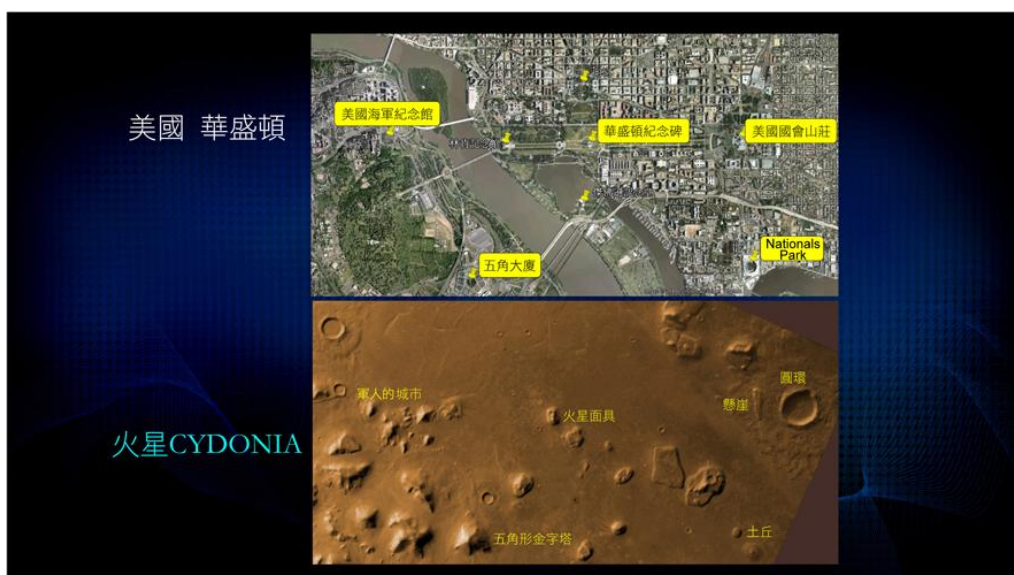 美國 華盛頓
美國海軍紀念館
華盛頓紀念碑
美國國會山莊
五角大廈
Nationals
Park
火星CYDONIA
軍人的城市
火星面具
圓環
懸崖
五角形金字塔
土丘